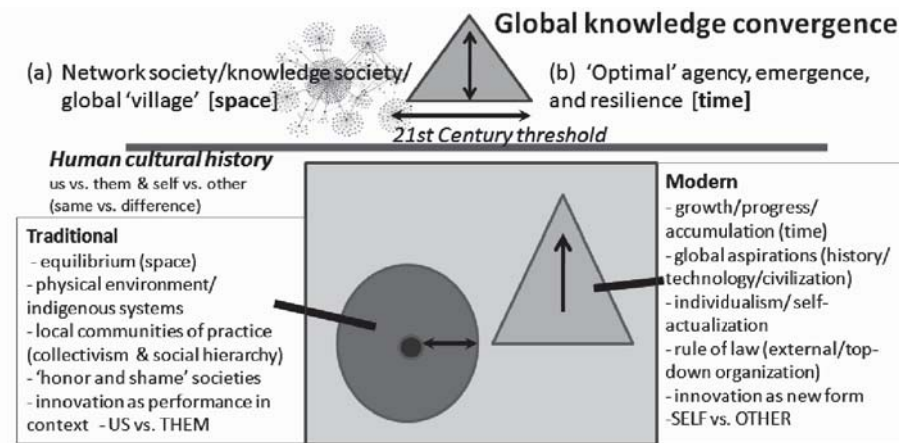 Global knowledge convergence
(a) Network society/knowledge society/
global ‘village’ [space]
(b) ‘Optimal’ agency, emergence,
and resilience [time]
21st Century threshold
Human cultural history
us vs. them & self vs. other
(same vs. difference)
Traditional
- equilibrium (space)
- physical environment/
indigenous systems
- local communities of practice
(collectivism & social hierarchy)
- ‘honor and shame’ societies
- innovation as performance in
context - US vs. THEM
Modern
- growth/progress/
accumulation (time)
- global aspirations (history/
technology/civilization)
- individualism/ self-
actualization
- rule of law (external/top-
down organization)
- innovation as new form
-SELF vs. OTHER